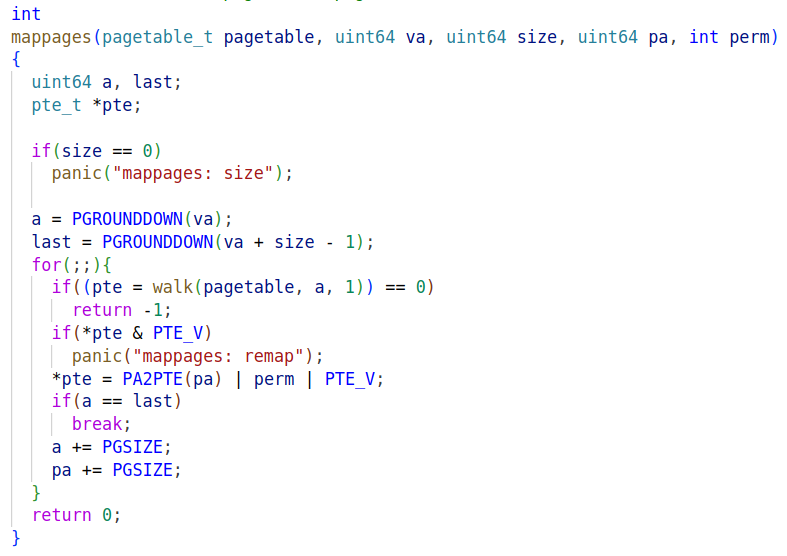 int
mappages(pagetable_t pagetable, uint64 va, uint64 size, uint64 pa, int perm)
{
  uint64 a, last;
  pte_t *pte;

  if(size == 0)
    panic("mappages: size");

  a = PGROUNDDOWN(va);
  last = PGROUNDDOWN(va + size - 1);
  for(;;){
    if((pte = walk(pagetable, a, 1)) == 0)
      return -1;
    if(*pte & PTE_V)
      panic("mappages: remap");
    *pte = PA2PTE(pa) | perm | PTE_V;
    if(a == last)
      break;
    a += PGSIZE;
    pa += PGSIZE;
  }
  return 0;
}